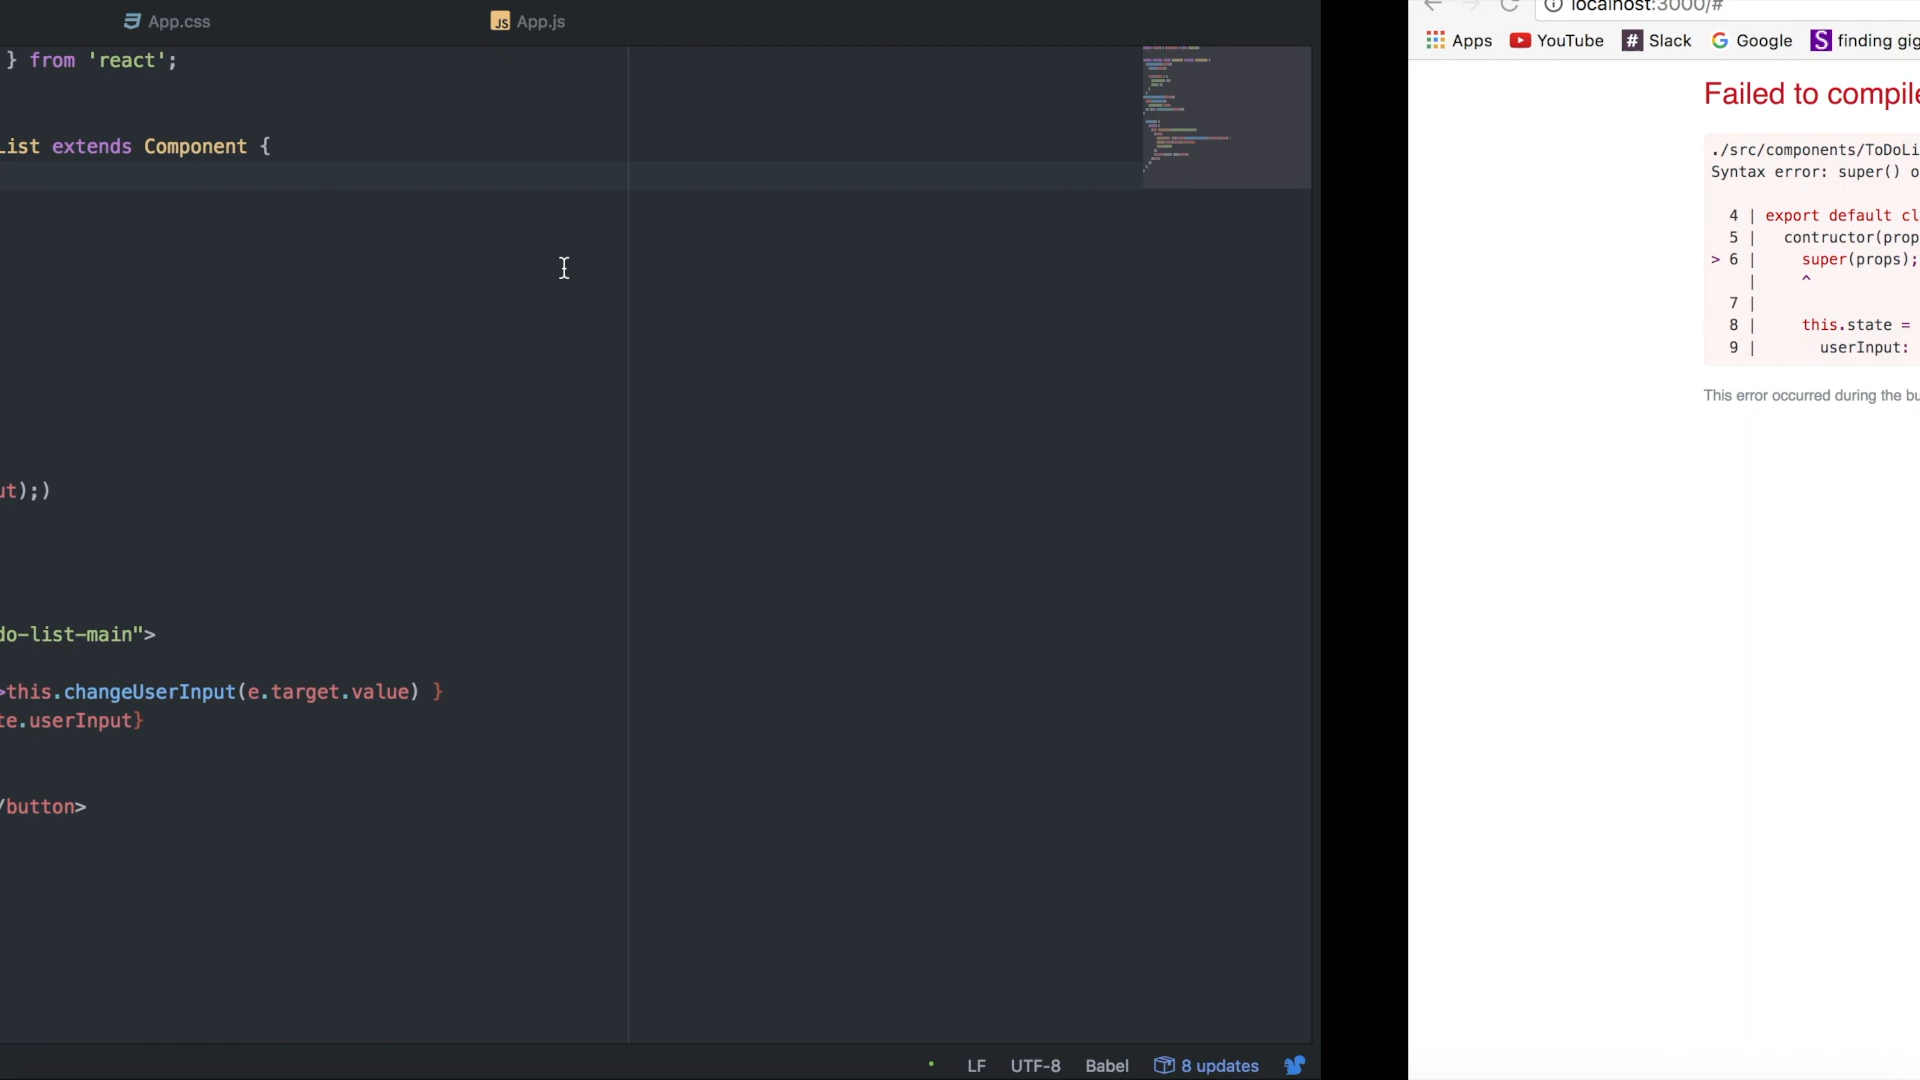 App.css
App.js
} from 'react';
List extends Component {
ut);)
do-list-main">
>this.changeUserInput(e.target.value) }
te.userInput}
/button>
LF
UTF-8
Babel
8 updates
localhost:3000/#
Apps
YouTube
Slack
Google
finding gig
Failed to compile
./src/components/ToDoLi
Syntax error: super() o
4 | export default cl
5 | contructor(prop
> 6 | super(props);
| ^
7 |
8 | this.state =
9 | userInput:
This error occurred during the bu